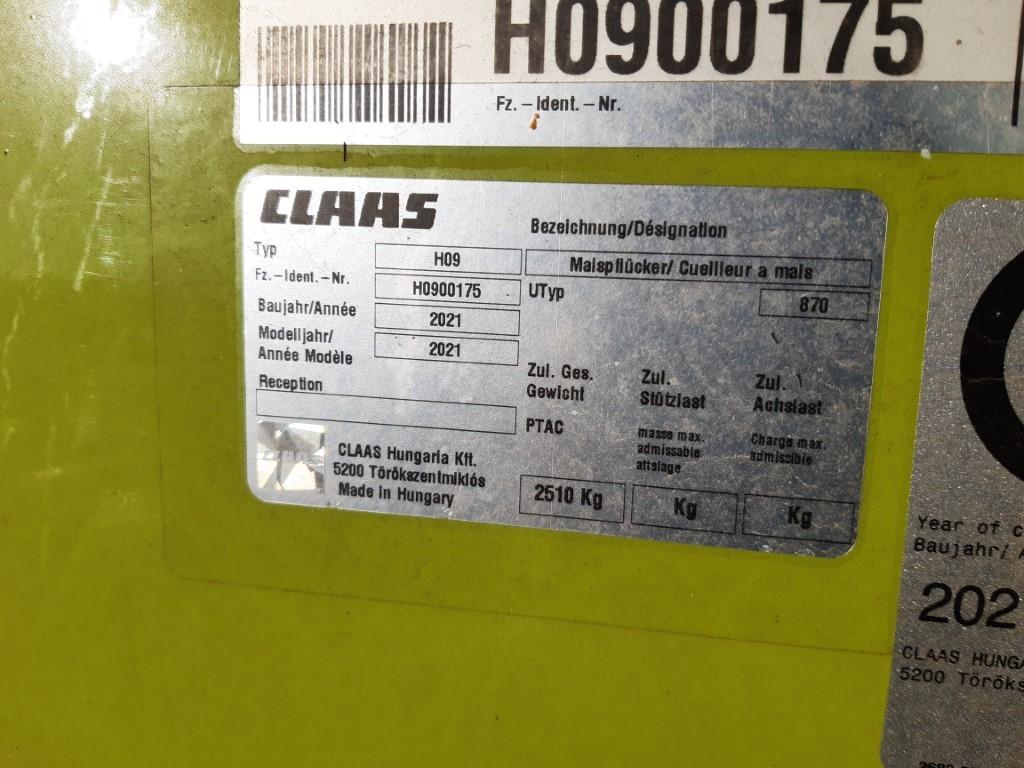 H0900175
Fz.-Ident.-Nr.
CLAAS
Bezeichnung/Désignation
Typ
H09
Maispflücker/ Cueilleur a mais
Fz.-Ident.-Nr.
H0900175
UTyp
870
Baujahr/Année
2021
Modelljahr/
Année Modèle
2021
Reception
Zul. Ges.
Gewicht
PTAC
2510 Kg
Zul.
Stützlast
masse max.
admissable
attelage
Kg
Zul.
Achslast
Charge max.
admissible
Kg
CLAAS Hungaria Kft.
5200 Törökszentmiklós
Made in Hungary
Year of
Baujahr/
202
CLAAS
5200